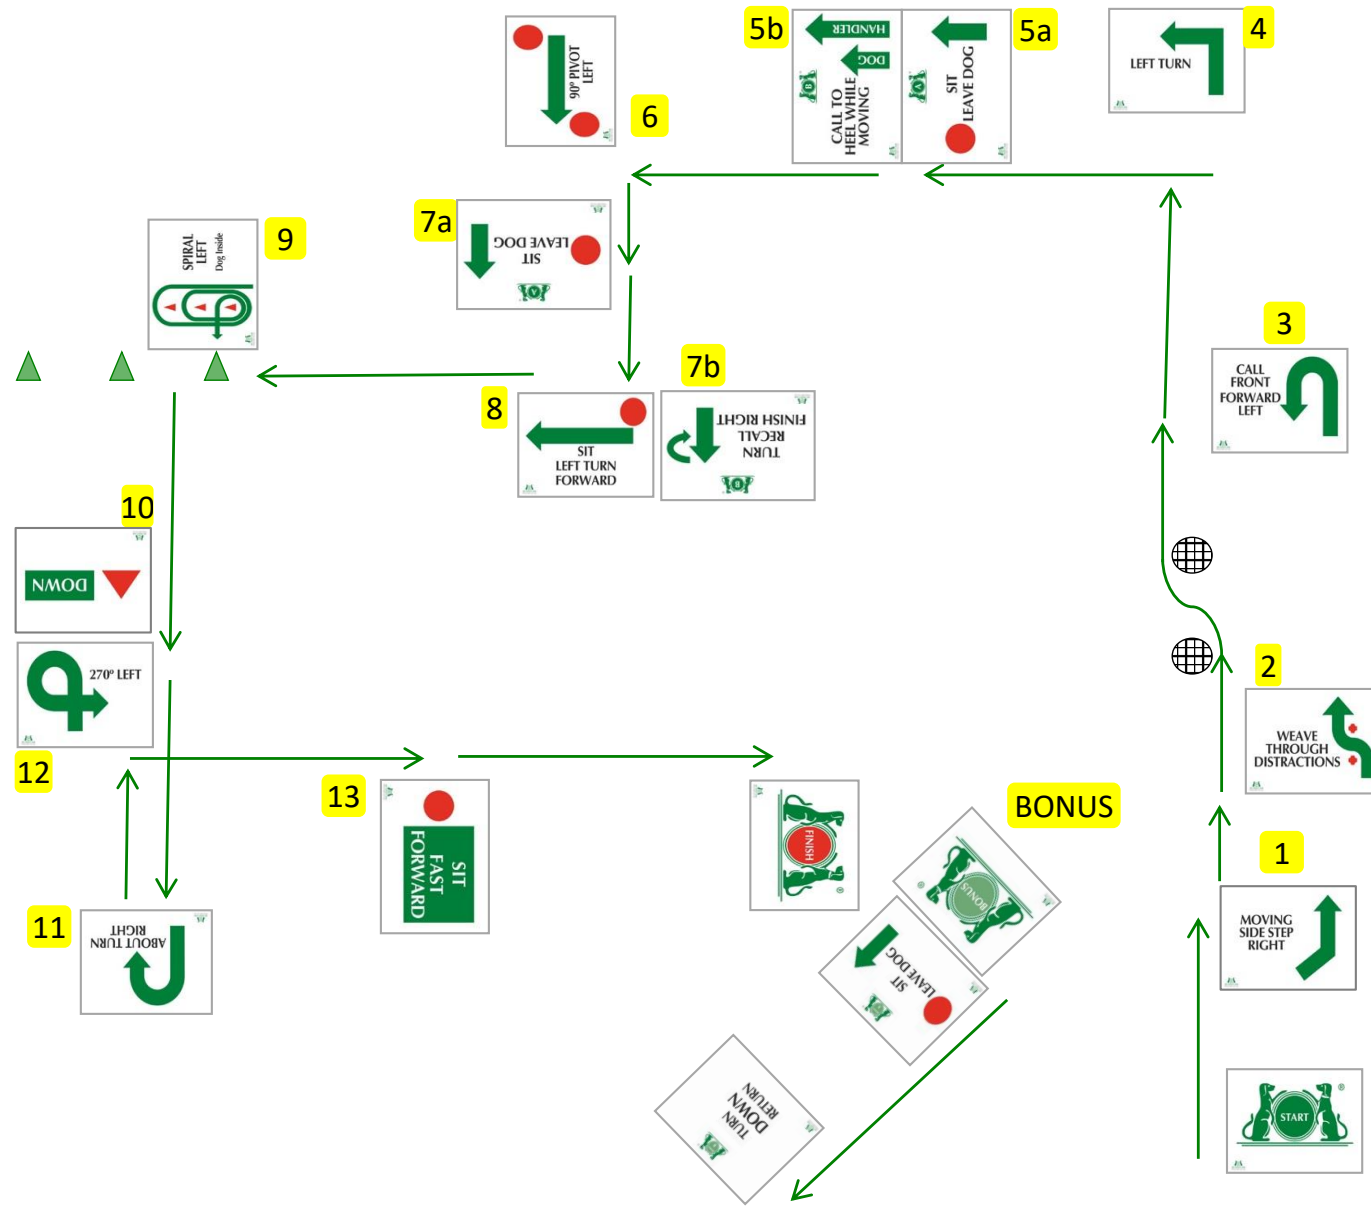 5b
HANDLER
DOG
CALL TO
HEEL WHILE
MOVING
B
5a
SIT
LEAVE DOG
A
4
LEFT TURN
90º PIVOT
LEFT
6
7a
SIT
LEAVE DOG
A
9
SPIRAL
LEFT
Dog Inside
3
CALL
FRONT
FORWARD
LEFT
8
SIT
LEFT TURN
FORWARD
7b
TURN
RECALL
FINISH RIGHT
B
10
DOWN
270º LEFT
12
2
WEAVE
THROUGH
DISTRACTIONS
13
SIT
FAST
FORWARD
FINISH
®
BONUS
BONUS
®
1
MOVING
SIDE STEP
RIGHT
11
ABOUT TURN
RIGHT
SIT
LEAVE DOG
TURN
DOWN
RETURN
START
®